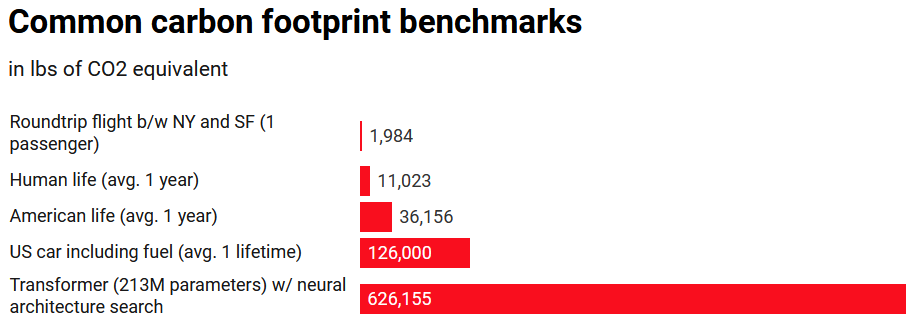 Common carbon footprint benchmarks
in lbs of CO2 equivalent
Roundtrip flight b/w NY and SF (1
passenger)
1,984
Human life (avg. 1 year)
11,023
American life (avg. 1 year)
36,156
US car including fuel (avg. 1 lifetime)
126,000
Transformer (213M parameters) w/ neural
architecture search
626,155